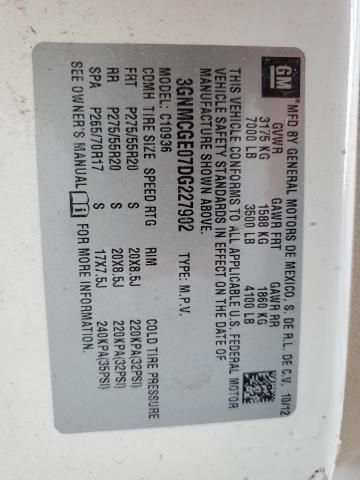 GM
MFD BY GENERAL MOTORS DE MEXICO, S. DE R.L. DE C.V. 10/12
GVWR GAWR FRT GAWR RR
3175 KG 1588 KG 1860 KG
7000 LB 3500 LB 4100 LB
THIS VEHICLE CONFORMS TO ALL APPLICABLE U.S. FEDERAL MOTOR
VEHICLE SAFETY STANDARDS IN EFFECT ON THE DATE OF
MANUFACTURE SHOWN ABOVE.
3GNMCGE07DG227902 TYPE: M.P.V.
MODEL: C10936
CDMH TIRE SIZE SPEED RTG RIM COLD TIRE PRESSURE
FRT P275/55R20 S 20X8.5J 220KPA(32PSI)
RR P275/55R20 S 20X8.5J 220KPA(32PSI)
SPA P265/70R17 S 17X7.5J 240KPA(35PSI)
SEE OWNER'S MANUAL FOR MORE INFORMATION.